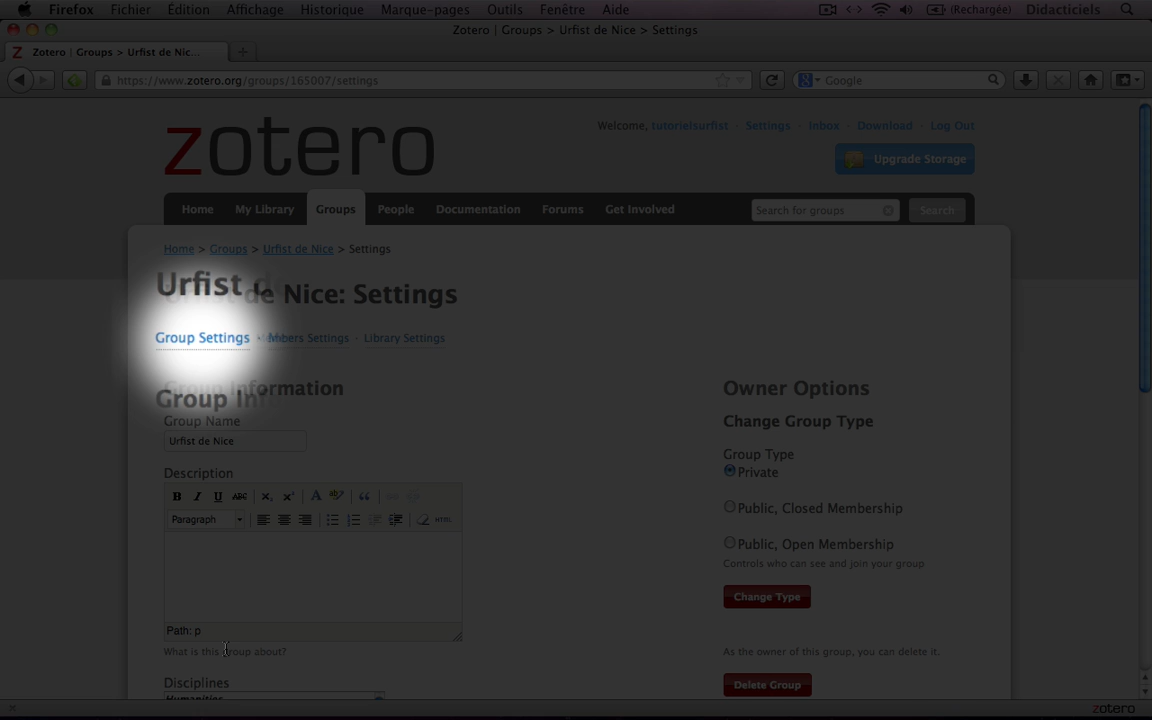 Firefox Fichier Édition Affichage Historique Marque-pages Outils Fenêtre Aide (Rechargée) Didacticiels
Zotero | Groups > Urfist de Nice > Settings
Z Zotero | Groups > Urfist de Nic...
https://www.zotero.org/groups/165007/settings Google
zotero
Welcome, tutorielsurfist · Settings · Inbox · Download · Log Out
Upgrade Storage
Home My Library Groups People Documentation Forums Get Involved Search for groups Search
Home > Groups > Urfist de Nice > Settings
Urfist de Nice: Settings
Group Settings · Members Settings · Library Settings
Group Information
Group Name
Urfist de Nice
Description
B I U ABC
Paragraph HTML
Path: p
What is this group about?
Disciplines
Humanities
Owner Options
Change Group Type
Group Type
Private
Public, Closed Membership
Public, Open Membership
Controls who can see and join your group
Change Type
As the owner of this group, you can delete it.
Delete Group
zotero